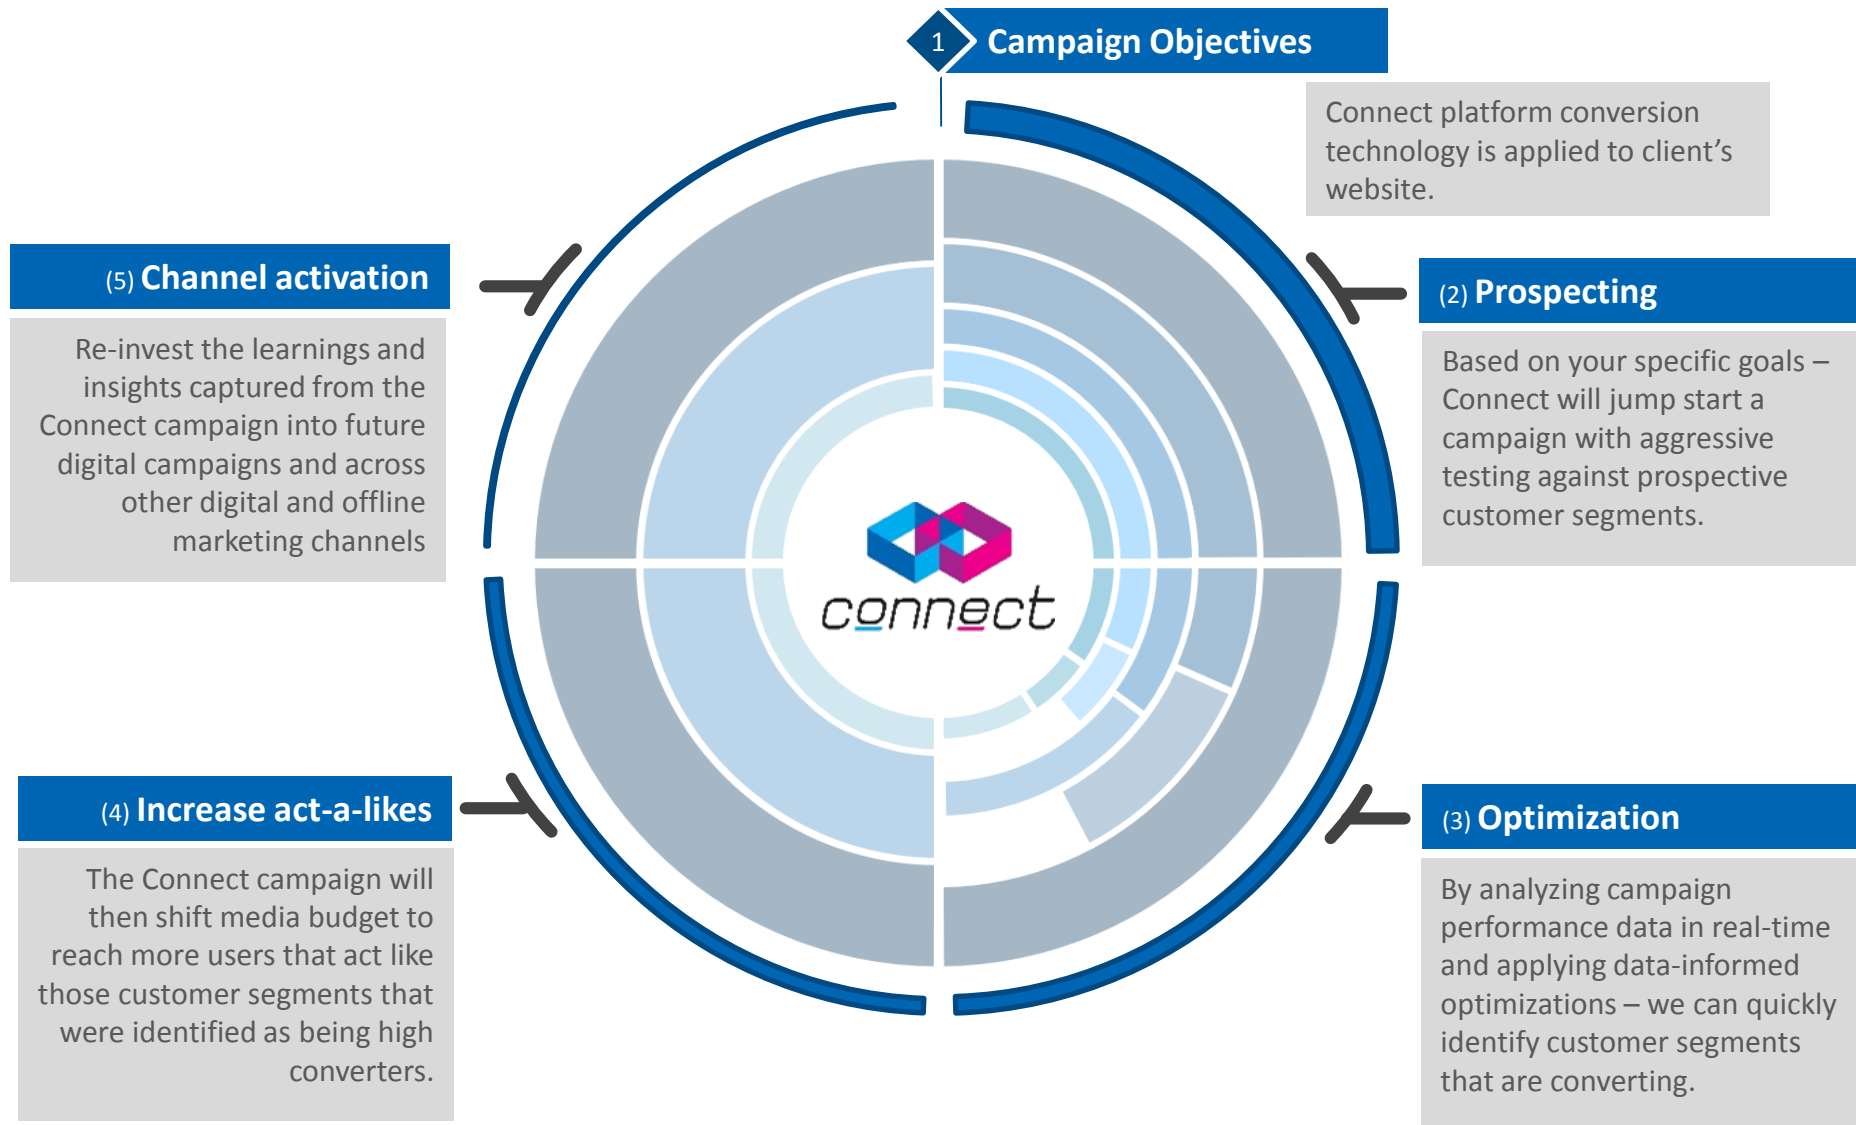 1 Campaign Objectives
Connect platform conversion
technology is applied to client’s
website.
(2) Prospecting
Based on your specific goals –
Connect will jump start a
campaign with aggressive
testing against prospective
customer segments.
(3) Optimization
By analyzing campaign
performance data in real-time
and applying data-informed
optimizations – we can quickly
identify customer segments
that are converting.
(4) Increase act-a-likes
The Connect campaign will
then shift media budget to
reach more users that act like
those customer segments that
were identified as being high
converters.
(5) Channel activation
Re-invest the learnings and
insights captured from the
Connect campaign into future
digital campaigns and across
other digital and offline
marketing channels
connect